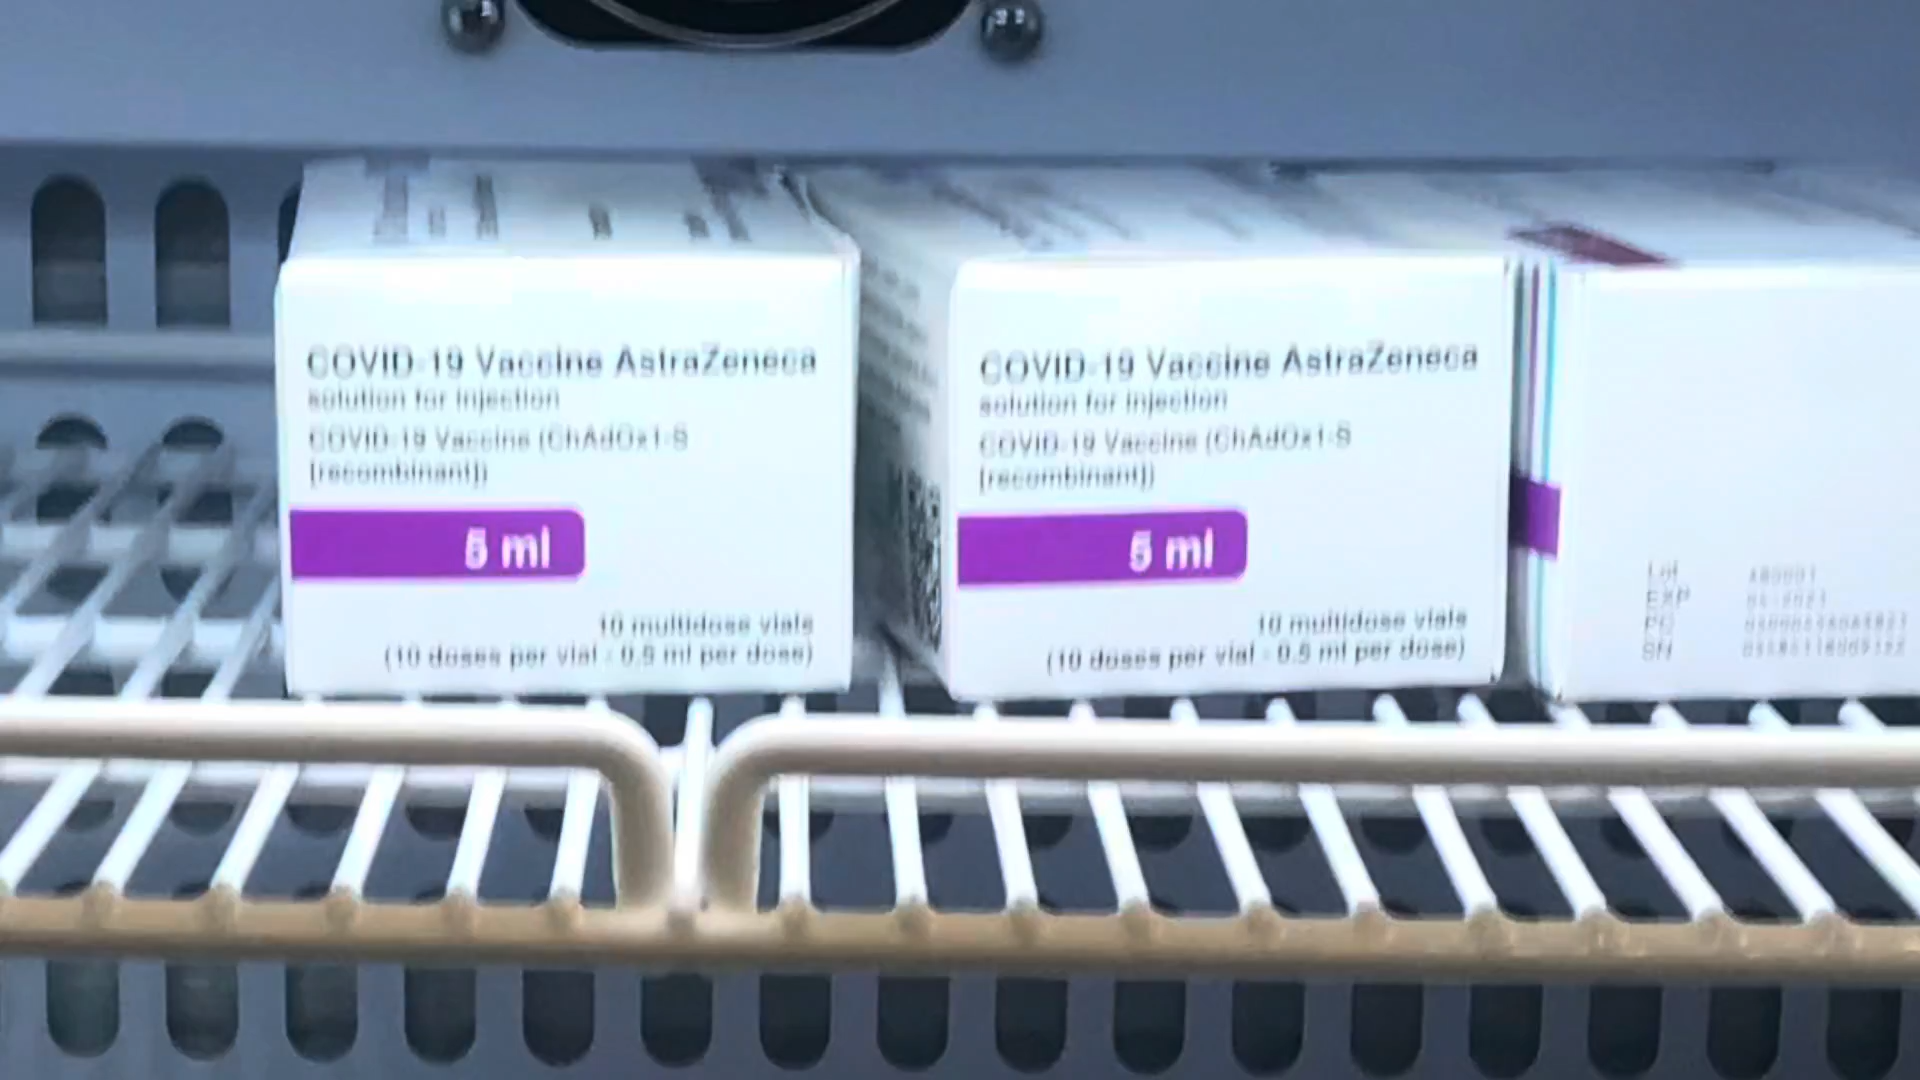 COVID-19 Vaccine AstraZeneca
solution for injection
COVID-19 Vaccine (ChAdOx1-S
[recombinant])
5 ml
10 multidose vials
(10 doses per vial - 0.5 ml per dose)
COVID-19 Vaccine AstraZeneca
solution for injection
COVID-19 Vaccine (ChAdOx1-S
[recombinant])
5 ml
10 multidose vials
(10 doses per vial - 0.5 ml per dose)
Lot
EXP
PC
SN